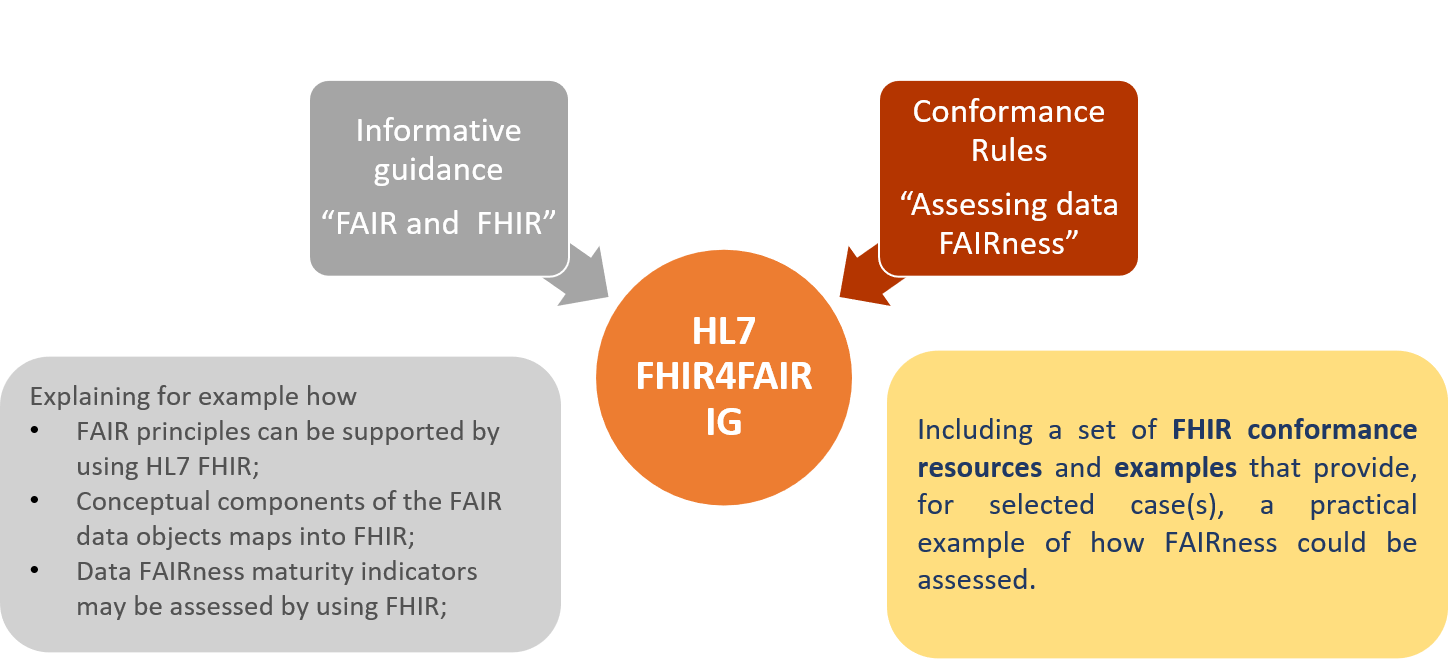 Informative
guidance
“FAIR and  FHIR”
Conformance
Rules
“Assessing data
FAIRness”
HL7
FHIR4FAIR
IG
Explaining for example how
• FAIR principles can be supported by
using HL7 FHIR;
• Conceptual components of the FAIR
data objects maps into FHIR;
• Data FAIRness maturity indicators
may be assessed by using FHIR;
Including a set of FHIR conformance
resources and examples that provide,
for selected case(s), a practical
example of how FAIRness could be
assessed.